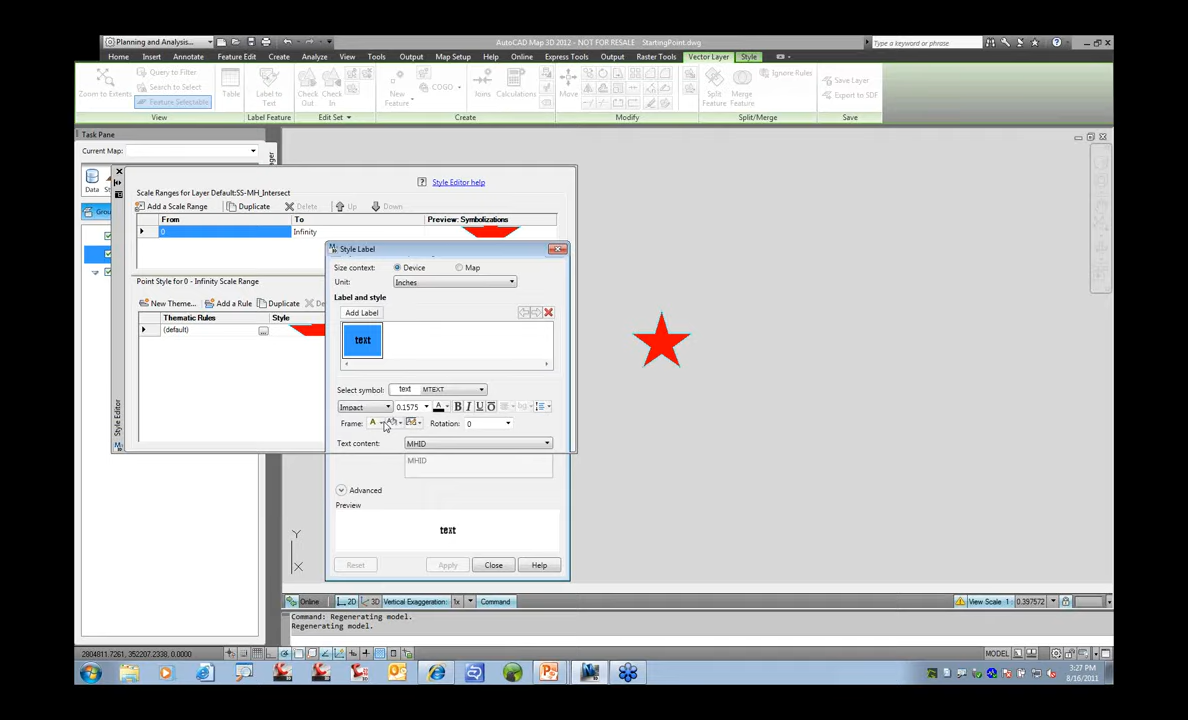 Planning and Analysis...
AutoCAD Map 3D 2012 - NOT FOR RESALE   StartingPoint.dwg
Type a keyword or phrase
Home Insert Annotate Feature Edit Create Analyze View Tools Output Map Setup Help Online Express Tools Output Raster Tools Vector Layer Style
Zoom to Extents
Query to Filter
Search to Select
Feature Selectable
Table
Label to Text
Check Out
Check In
New Feature
COGO
Joins
Calculations
Move
Split Feature
Merge Feature
Ignore Rules
Save Layer
Export to SDF
View Label Feature Edit Set Create Modify Split/Merge Save
Task Pane
Current Map:
Data
Grou
Style Editor help
Scale Ranges for Layer Default:SS-MH_Intersect
Add a Scale Range Duplicate Delete Up Down
From To Preview: Symbolizations
0 Infinity
Point Style for 0 - Infinity Scale Range
New Theme... Add a Rule Duplicate De
Thematic Rules Style
(default) ...
Style Editor
Style Label
Size context: Device Map
Unit: Inches
Label and style
Add Label
text
Select symbol: text MTEXT
Impact 0.1575 A B I U O
Frame: Rotation: 0
Text content: MHID
MHID
Advanced
Preview
text
Reset Apply Close Help
Y
X
Online 2D 3D Vertical Exaggeration: 1x Command View Scale 1 : 0.397572
Command: Regenerating model.
Regenerating model.
2804811.7261, 352207.2338, 0.0000 MODEL
3:27 PM
8/16/2011